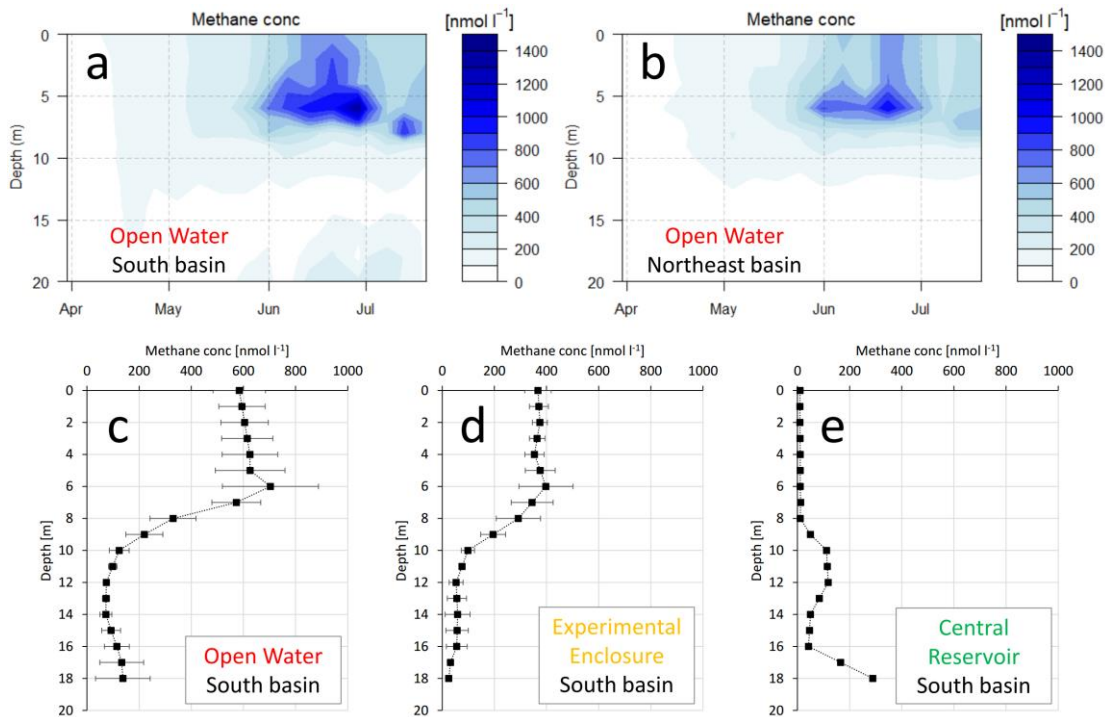 Methane conc
[nmol l⁻¹]
a
Depth (m)
0
5
10
15
20
Apr
May
Jun
Jul
1400
1200
1000
800
600
400
200
0
Open Water
South basin
Methane conc
[nmol l⁻¹]
b
Depth (m)
0
5
10
15
20
Apr
May
Jun
Jul
1400
1200
1000
800
600
400
200
0
Open Water
Northeast basin
Methane conc [nmol l⁻¹]
0 200 400 600 800 1000
c
Depth [m]
0
2
4
6
8
10
12
14
16
18
20
Open Water
South basin
Methane conc [nmol l⁻¹]
0 200 400 600 800 1000
d
Depth [m]
0
2
4
6
8
10
12
14
16
18
20
Experimental
Enclosure
South basin
Methane conc [nmol l⁻¹]
0 200 400 600 800 1000
e
Depth [m]
0
2
4
6
8
10
12
14
16
18
20
Central
Reservoir
South basin